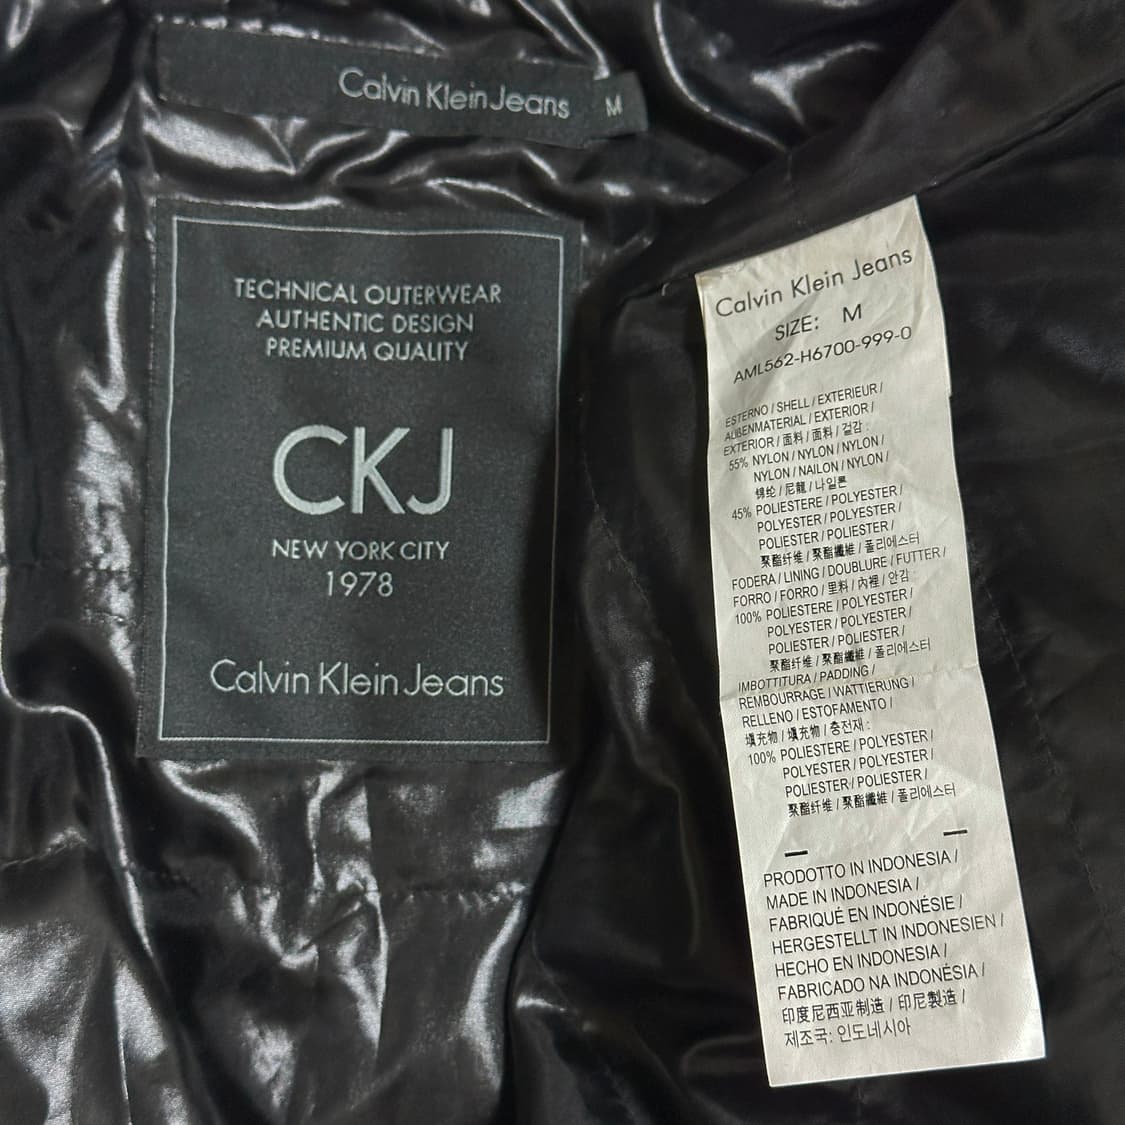 Calvin Klein Jeans M
TECHNICAL OUTERWEAR
AUTHENTIC DESIGN
PREMIUM QUALITY
CKJ
NEW YORK CITY
1978
Calvin Klein Jeans
Calvin Klein Jeans
SIZE: M
AML562-H6700-999-0
ESTERNO / SHELL / EXTERIEUR /
AUßENMATERIAL / EXTERIOR /
EXTERIOR / 面料 / 面料 / 겉감 :
55% NYLON / NYLON / NYLON /
NYLON / NAILON / NYLON /
锦纶 / 尼龍 / 나일론
45% POLIESTERE / POLYESTER /
POLYESTER / POLYESTER /
POLIESTER / POLIESTER /
聚酯纤维 / 聚酯纖維 / 폴리에스터
FODERA / LINING / DOUBLURE / FUTTER /
FORRO / FORRO / 里料 / 內裡 / 안감 :
100% POLIESTERE / POLYESTER /
POLYESTER / POLYESTER /
POLIESTER / POLIESTER /
聚酯纤维 / 聚酯纖維 / 폴리에스터
IMBOTTITURA / PADDING /
REMBOURRAGE / WATTIERUNG /
RELLENO / ESTOFAMENTO /
填充物 / 填充物 / 충전재 :
100% POLIESTERE / POLYESTER /
POLYESTER / POLYESTER /
POLIESTER / POLIESTER /
聚酯纤维 / 聚酯纖維 / 폴리에스터
PRODOTTO IN INDONESIA /
MADE IN INDONESIA /
FABRIQUÉ EN INDONÉSIE /
HERGESTELLT IN INDONESIEN /
HECHO EN INDONESIA /
FABRICADO NA INDONÉSIA /
印度尼西亚制造 / 印尼製造 /
제조국: 인도네시아